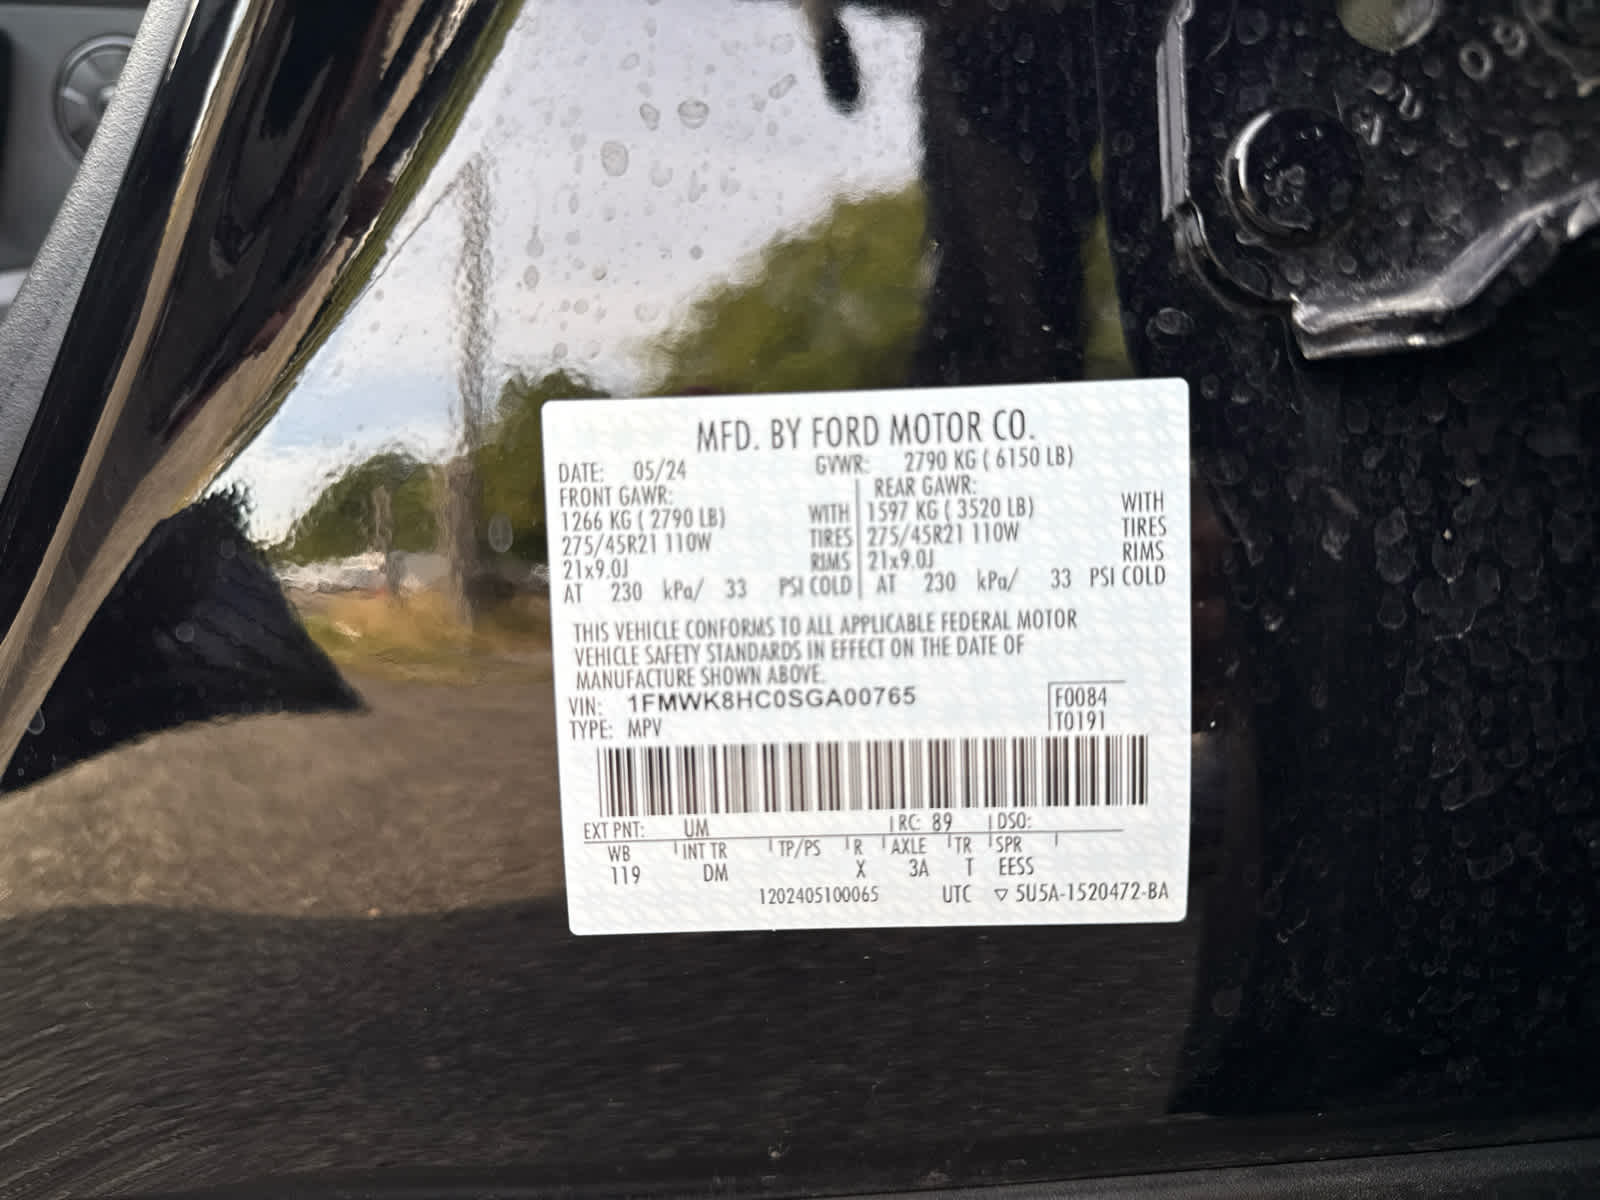 MFD. BY FORD MOTOR CO.
DATE: 05/24 GVWR: 2790 KG ( 6150 LB)
FRONT GAWR: REAR GAWR:
1266 KG ( 2790 LB) WITH 1597 KG ( 3520 LB) WITH
275/45R21 110W TIRES 275/45R21 110W TIRES
21x9.0J RIMS 21x9.0J RIMS
AT 230 kPa/ 33 PSI COLD AT 230 kPa/ 33 PSI COLD
THIS VEHICLE CONFORMS TO ALL APPLICABLE FEDERAL MOTOR
VEHICLE SAFETY STANDARDS IN EFFECT ON THE DATE OF
MANUFACTURE SHOWN ABOVE.
VIN: 1FMWK8HC0SGA00765 F0084
TYPE: MPV T0191
EXT PNT: UM RC: 89 DSO:
WB INT TR TP/PS R AXLE TR SPR
119 DM X 3A T EESS
1202405100065 UTC ▽ 5U5A-1520472-BA